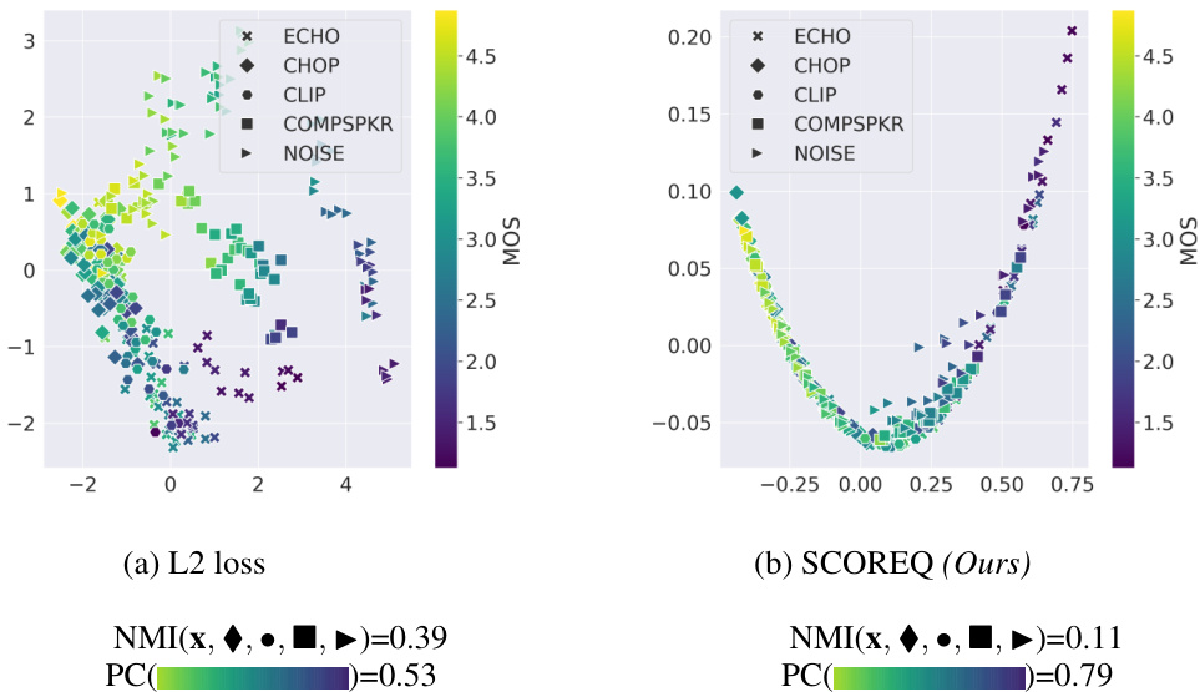 3
2
1
0
−1
−2
−2
0
2
4
ECHO
CHOP
CLIP
COMPSPKR
NOISE
4.5
4.0
3.5
3.0
2.5
2.0
1.5
MOS
(a) L2 loss
NMI(x, ♦, ●, ■, ►)=0.39
PC( )=0.53
0.20
0.15
0.10
0.05
0.00
−0.05
−0.25
0.00
0.25
0.50
0.75
ECHO
CHOP
CLIP
COMPSPKR
NOISE
4.5
4.0
3.5
3.0
2.5
2.0
1.5
MOS
(b) SCOREQ (Ours)
NMI(x, ♦, ●, ■, ►)=0.11
PC( )=0.79